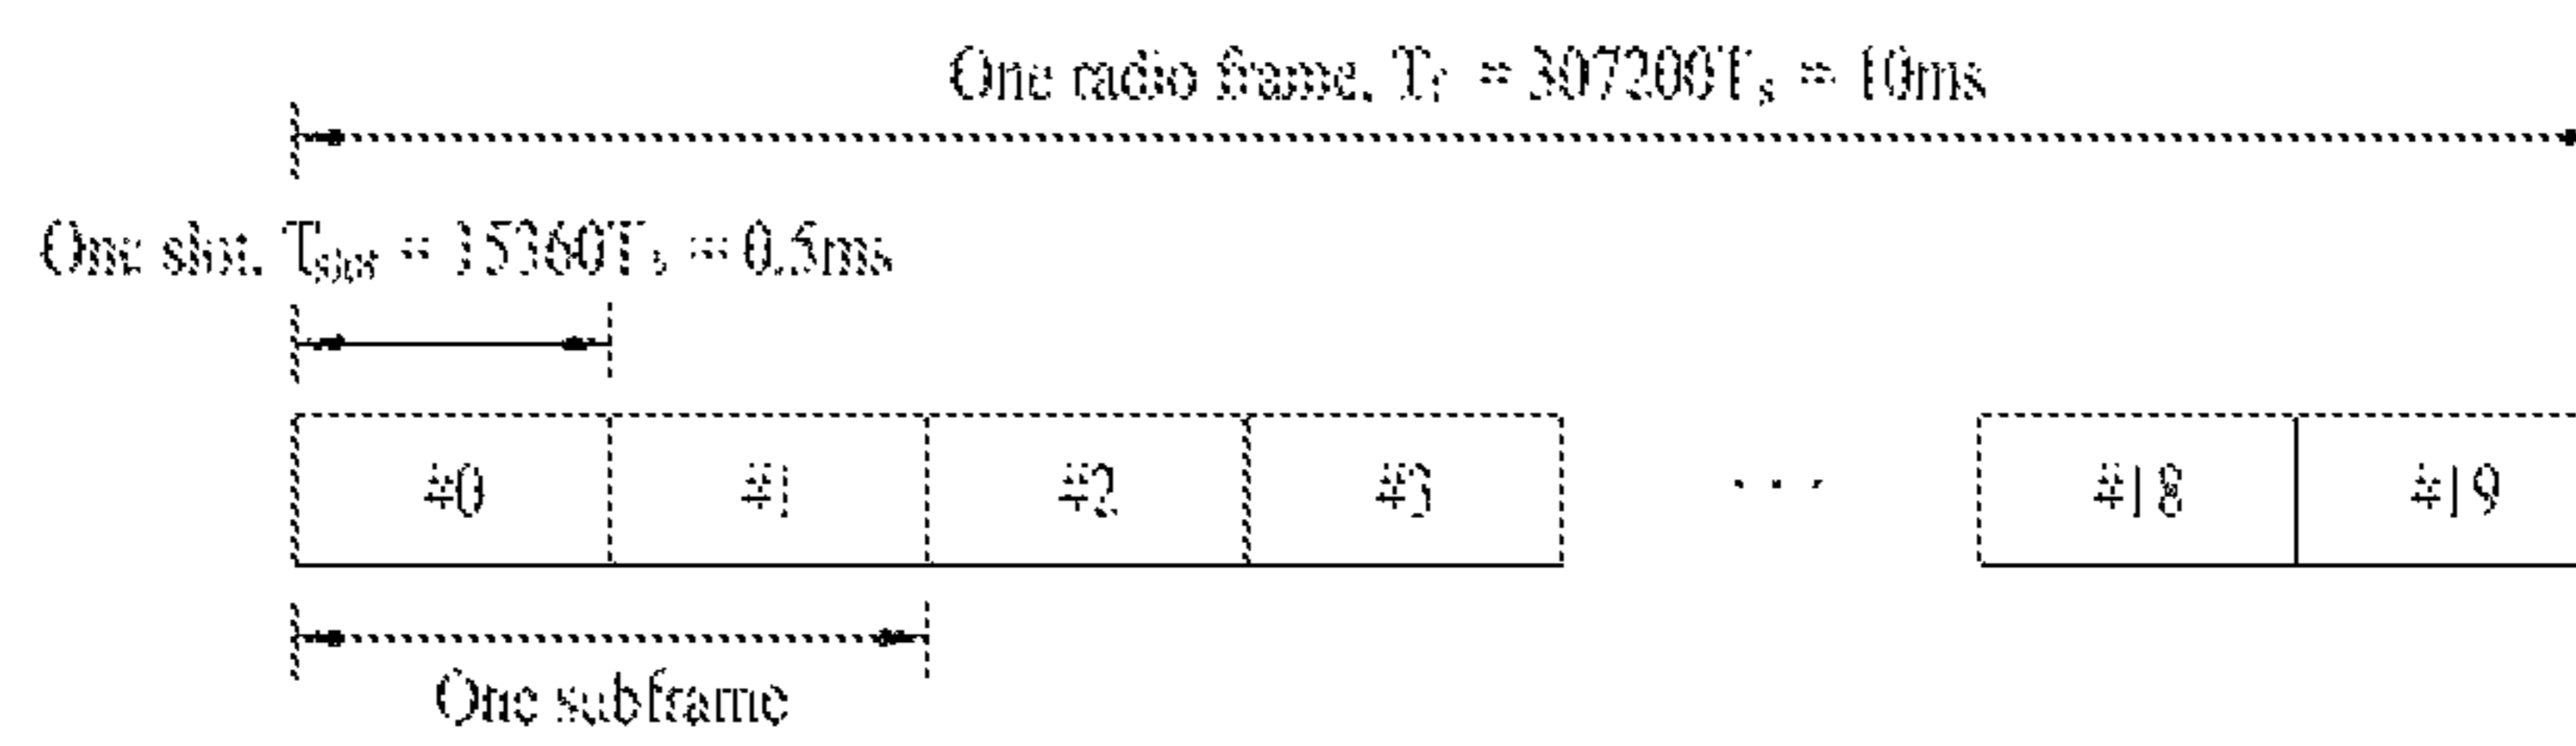 One radio frame, Tf = 307200Ts = 10ms
One slot, Tslot = 15360Ts = 0.5ms
#0 #1 #2 #3 ... #18 #19
One subframe